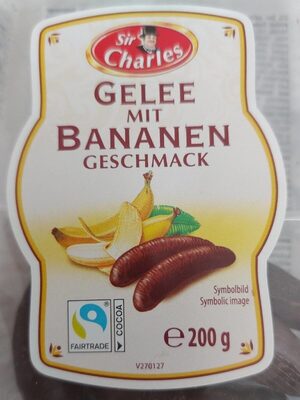 Sir
Charles
GELEE
MIT
BANANEN
GESCHMACK
Symbolbild
Symbolic image
FAIRTRADE
COCOA
℮ 200 g
V270127